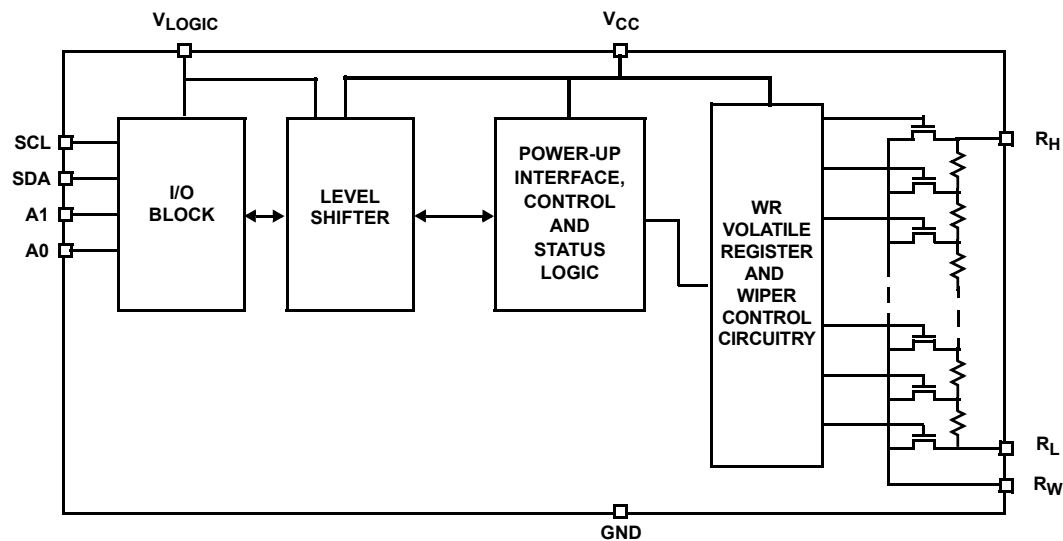 VLOGIC
VCC
SCL
SDA
A1
A0
I/O
BLOCK
LEVEL
SHIFTER
POWER-UP
INTERFACE,
CONTROL
AND
STATUS
LOGIC
WR
VOLATILE
REGISTER
AND
WIPER
CONTROL
CIRCUITRY
RH
RL
RW
GND